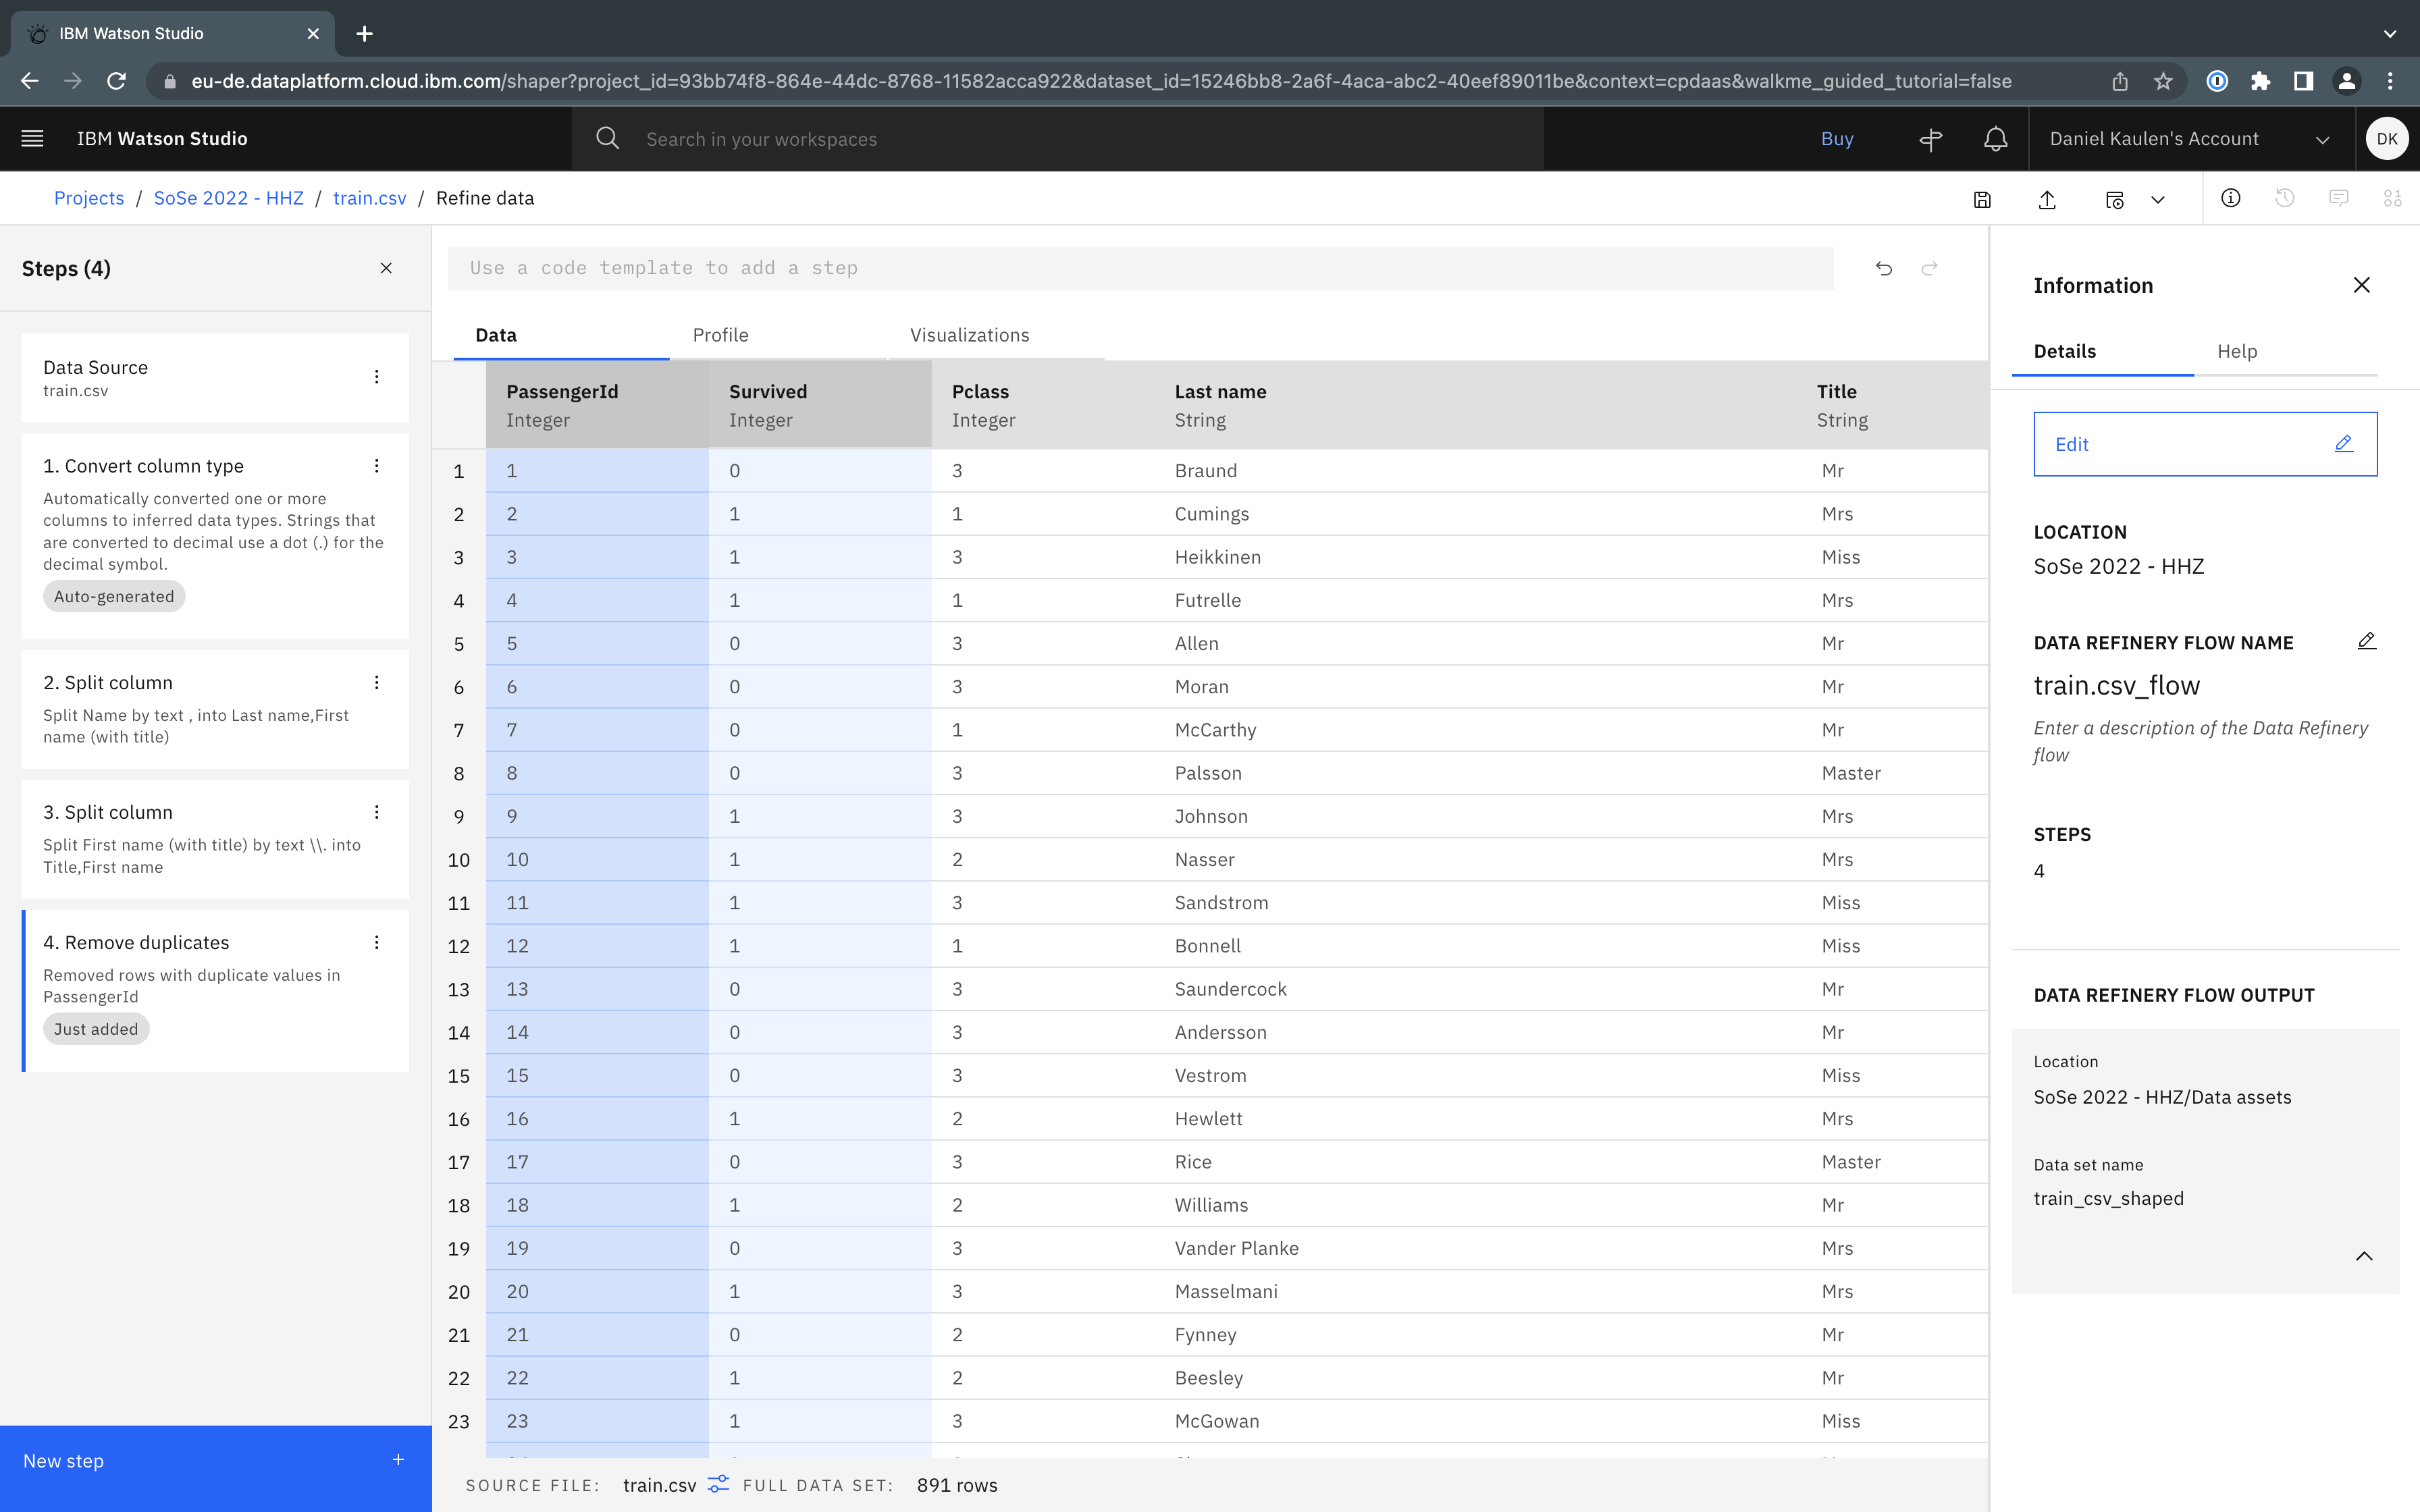 IBM Watson Studio
eu-de.dataplatform.cloud.ibm.com/shaper?project_id=93bb74f8-864e-44dc-8768-11582acca922&dataset_id=15246bb8-2a6f-4aca-abc2-40eef89011be&context=cpdaas&walkme_guided_tutorial=false
IBM Watson Studio
Search in your workspaces
Buy
Daniel Kaulen's Account
DK
Projects / SoSe 2022 - HHZ / train.csv / Refine data
Steps (4)
Data Source
train.csv
1. Convert column type
Automatically converted one or more
columns to inferred data types. Strings that
are converted to decimal use a dot (.) for the
decimal symbol.
Auto-generated
2. Split column
Split Name by text , into Last name,First
name (with title)
3. Split column
Split First name (with title) by text \\. into
Title,First name
4. Remove duplicates
Removed rows with duplicate values in
PassengerId
Just added
New step +
Use a code template to add a step
Data Profile Visualizations
PassengerId Survived Pclass Last name Title
Integer Integer Integer String String
1 1 0 3 Braund Mr
2 2 1 1 Cumings Mrs
3 3 1 3 Heikkinen Miss
4 4 1 1 Futrelle Mrs
5 5 0 3 Allen Mr
6 6 0 3 Moran Mr
7 7 0 1 McCarthy Mr
8 8 0 3 Palsson Master
9 9 1 3 Johnson Mrs
10 10 1 2 Nasser Mrs
11 11 1 3 Sandstrom Miss
12 12 1 1 Bonnell Miss
13 13 0 3 Saundercock Mr
14 14 0 3 Andersson Mr
15 15 0 3 Vestrom Miss
16 16 1 2 Hewlett Mrs
17 17 0 3 Rice Master
18 18 1 2 Williams Mr
19 19 0 3 Vander Planke Mrs
20 20 1 3 Masselmani Mrs
21 21 0 2 Fynney Mr
22 22 1 2 Beesley Mr
23 23 1 3 McGowan Miss
SOURCE FILE: train.csv FULL DATA SET: 891 rows
Information
Details Help
Edit
LOCATION
SoSe 2022 - HHZ
DATA REFINERY FLOW NAME
train.csv_flow
Enter a description of the Data Refinery
flow
STEPS
4
DATA REFINERY FLOW OUTPUT
Location
SoSe 2022 - HHZ/Data assets
Data set name
train_csv_shaped